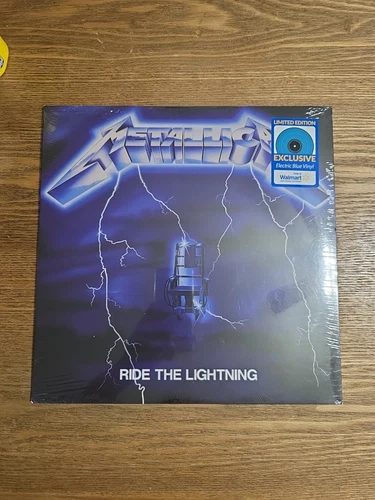 METALLICA
LIMITED EDITION
EXCLUSIVE
Electric Blue Vinyl
Walmart
RIDE THE LIGHTNING